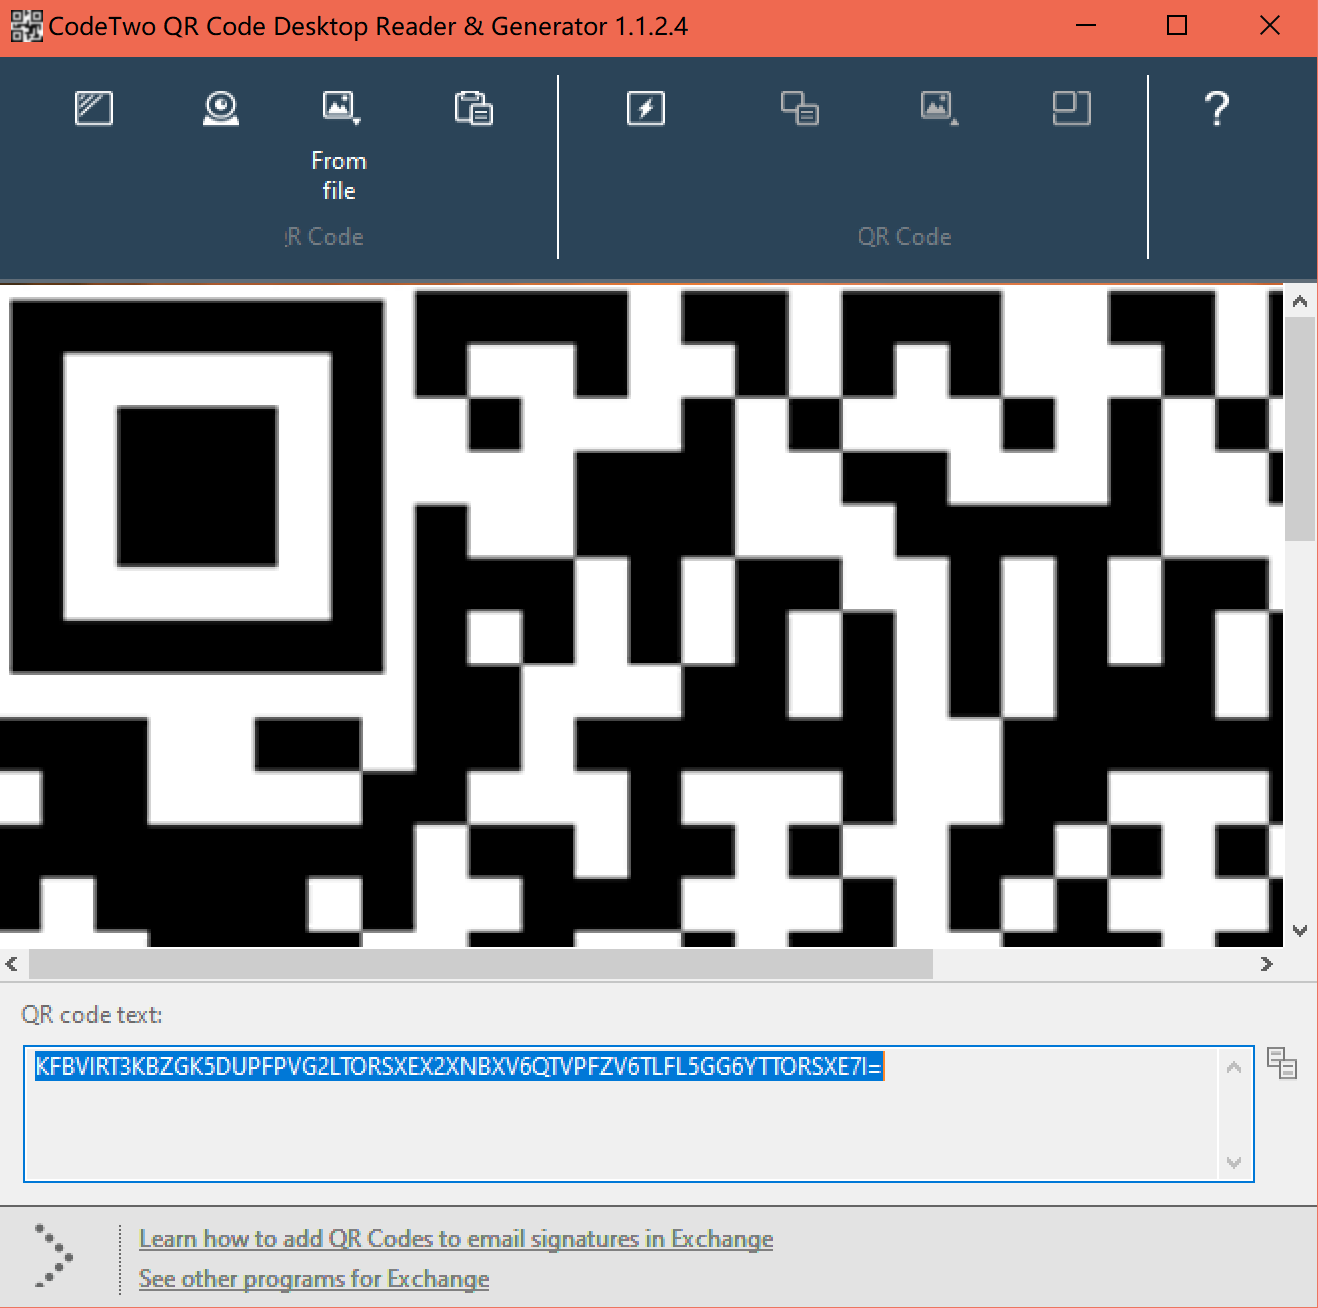 CodeTwo QR Code Desktop Reader & Generator 1.1.2.4
From
file
QR Code
QR Code
?
QR code text:
KFBVIRT3KBZGK5DUPFPVG2LTORSXEX2XNBXV6QTVPFZV6TLFL5GG6YTTORSXE7I=
Learn how to add QR Codes to email signatures in Exchange
See other programs for Exchange